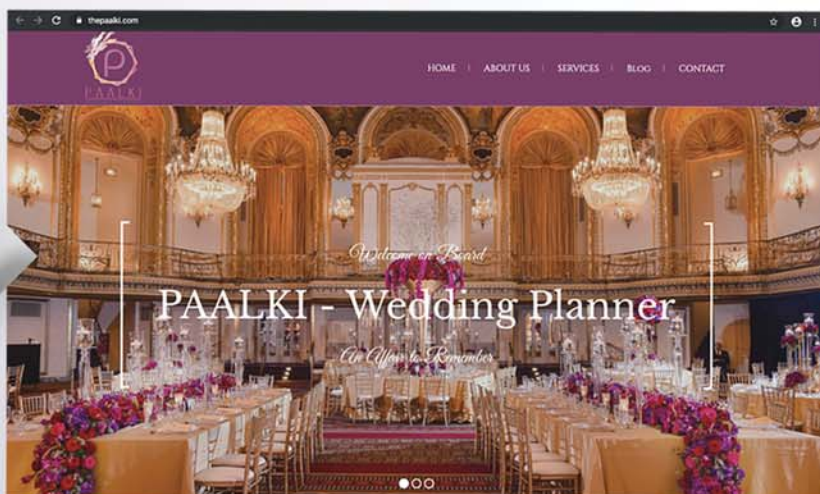 thepaalki.com
P
PAALKI
HOME | ABOUT US | SERVICES | BLOG | CONTACT
Welcome on Board
PAALKI - Wedding Planner
An Affair to Remember